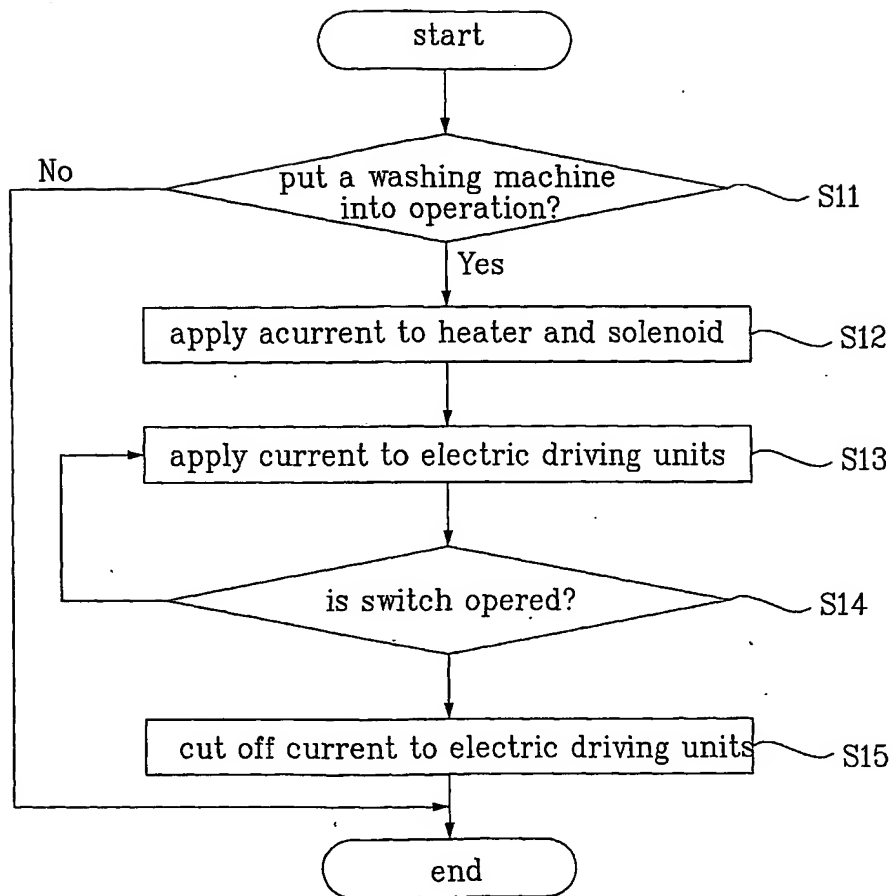 start
No
put a washing machine
into operation?
S11
Yes
apply acurrent to heater and solenoid
S12
apply current to electric driving units
S13
is switch opered?
S14
cut off current to electric driving units
S15
end